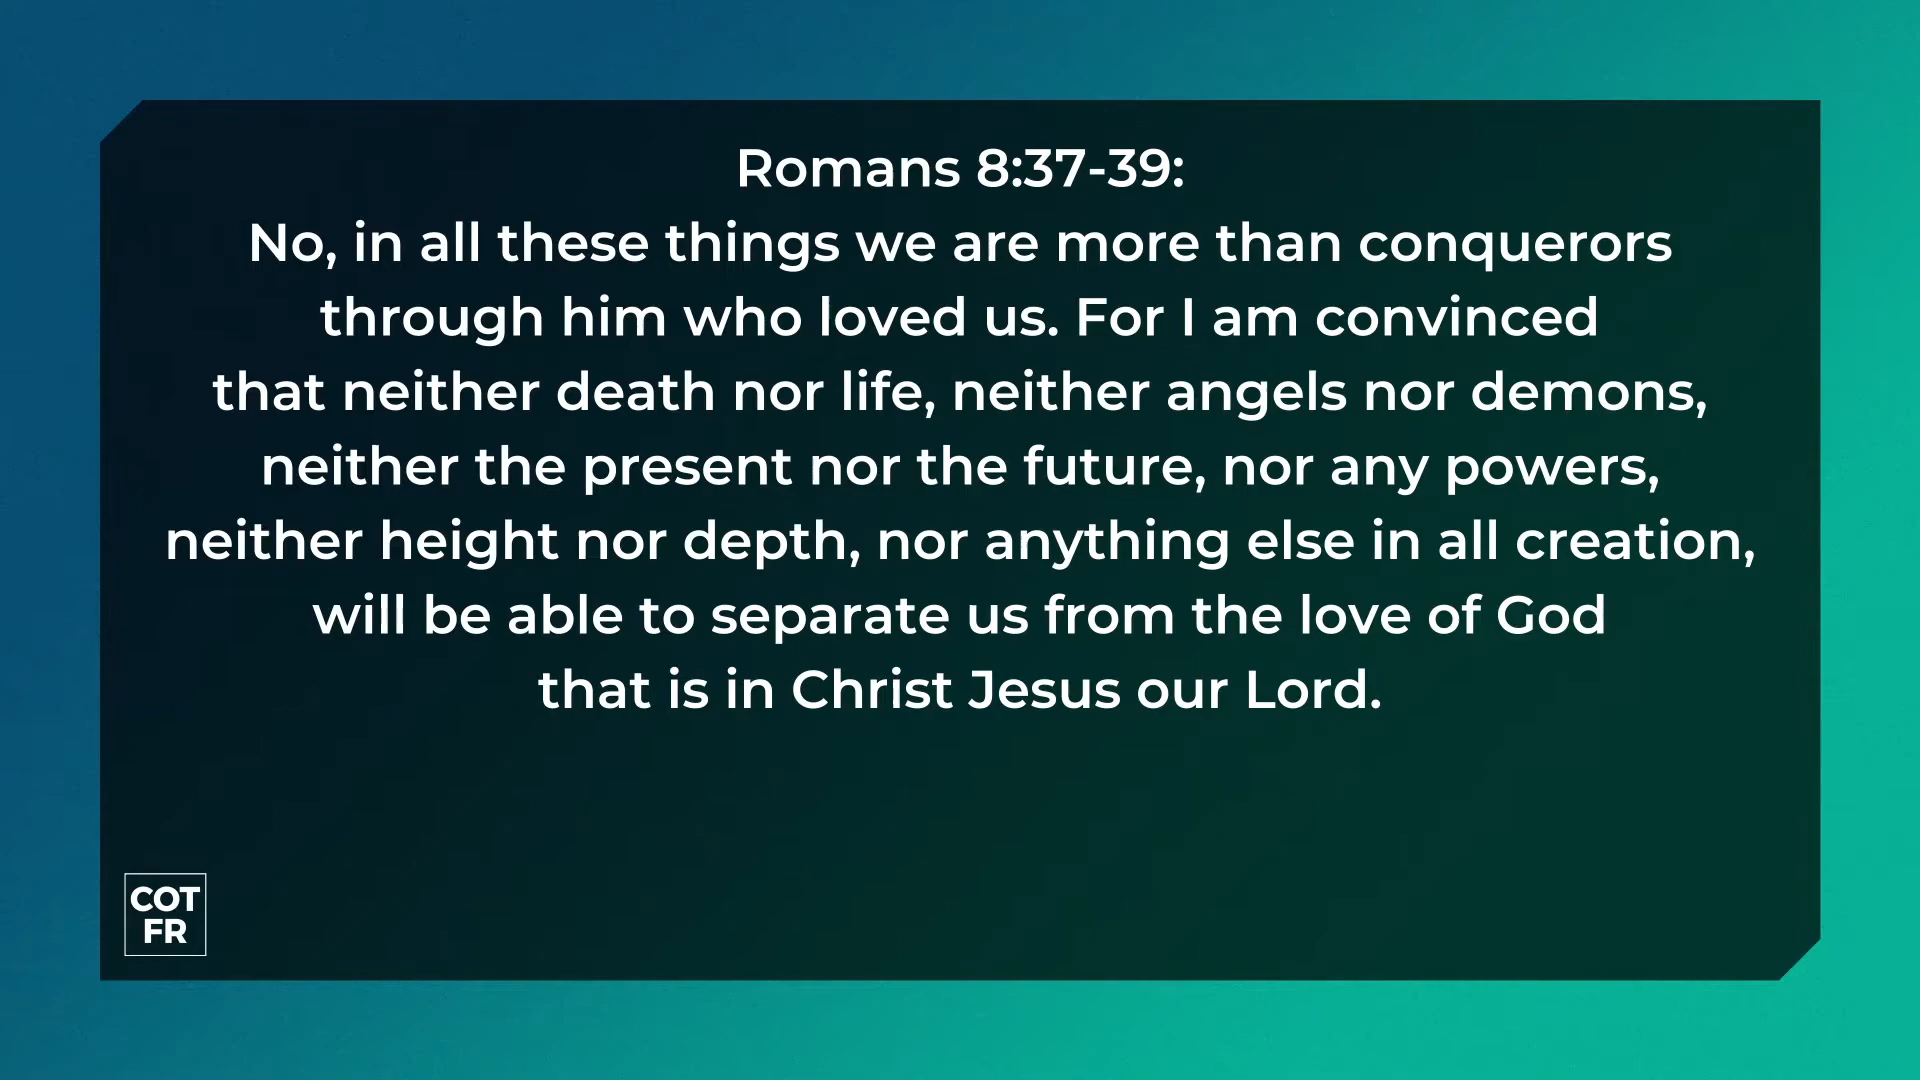 Romans 8:37-39:
No, in all these things we are more than conquerors
through him who loved us. For I am convinced
that neither death nor life, neither angels nor demons,
neither the present nor the future, nor any powers,
neither height nor depth, nor anything else in all creation,
will be able to separate us from the love of God
that is in Christ Jesus our Lord.
COT
FR